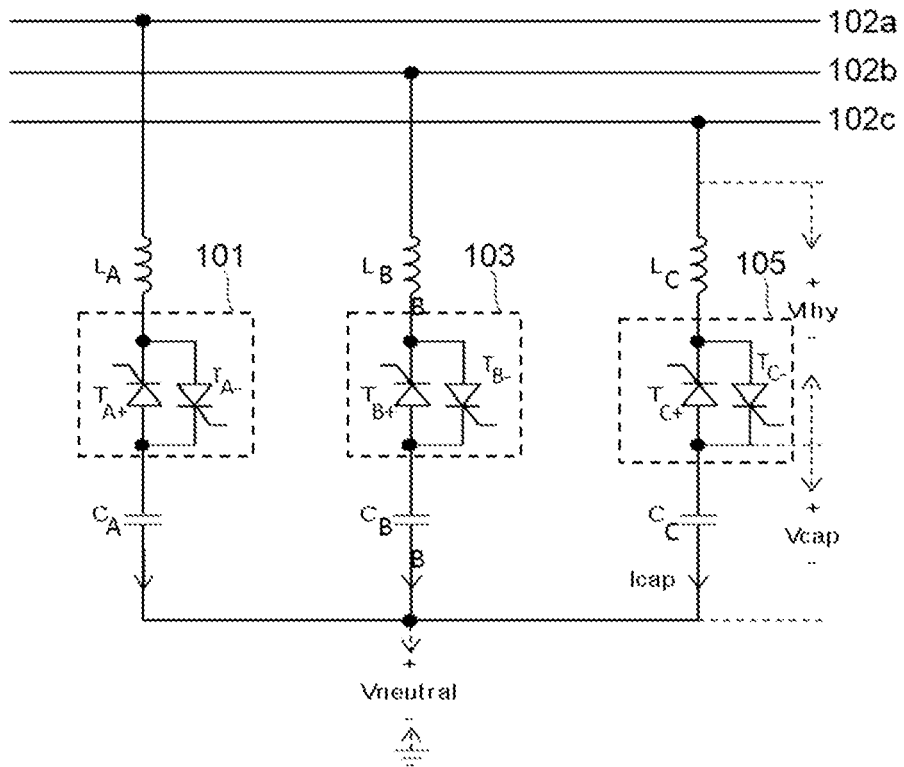 102a
102b
102c
101
103
105
LA
LB
B
LC
+
Vthy
-
TA+
TA-
TB+
TB-
TC+
TC-
CA
CB
B
CC
+
Vcap
-
Icap
+
Vneutral
-